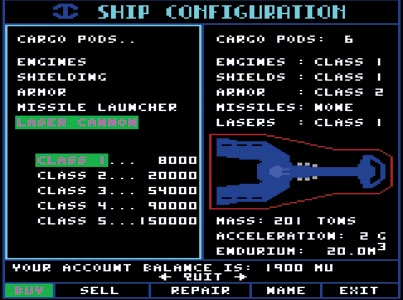 SHIP CONFIGURATION
CARGO PODS..
ENGINES
SHIELDING
ARMOR
MISSILE LAUNCHER
LASER CANNON
CLASS 1... 8000
CLASS 2... 20000
CLASS 3... 54000
CLASS 4... 90000
CLASS 5...150000
CARGO PODS: 6
ENGINES : CLASS 1
SHIELDS : CLASS 1
ARMOR : CLASS 2
MISSILES: NONE
LASERS : CLASS 1
MASS: 201 TONS
ACCELERATION: 2 G
ENDURIUM: 20.0M3
YOUR ACCOUNT BALANCE IS: 1900 MU
← QUIT →
BUY SELL REPAIR NAME EXIT